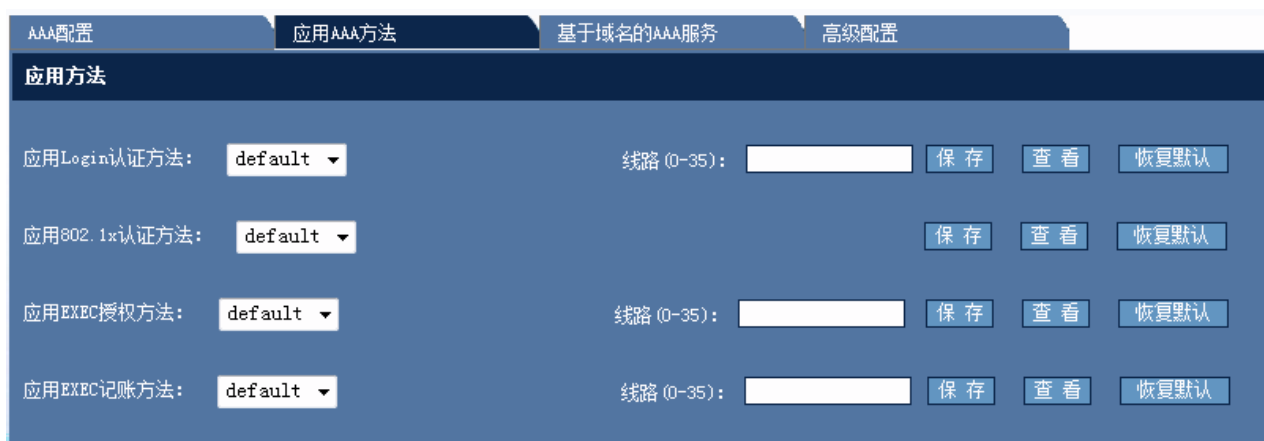 AAA配置 应用AAA方法 基于域名的AAA服务 高级配置
应用方法
应用Login认证方法： default 线路(0-35)： 保 存 查 看 恢复默认
应用802.1x认证方法： default 保 存 查 看 恢复默认
应用EXEC授权方法： default 线路(0-35)： 保 存 查 看 恢复默认
应用EXEC记账方法： default 线路(0-35)： 保 存 查 看 恢复默认